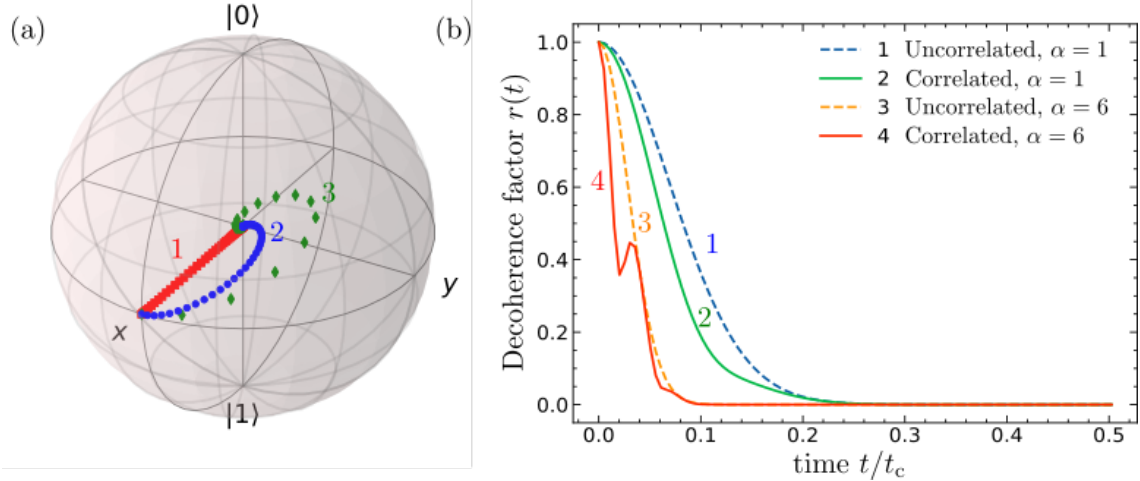 (a)
|0⟩
1
2
3
x
y
|1⟩
(b)
Decoherence factor r(t)
1.0
0.8
0.6
0.4
0.2
0.0
1 Uncorrelated, α = 1
2 Correlated, α = 1
3 Uncorrelated, α = 6
4 Correlated, α = 6
4
3
1
2
0.0 0.1 0.2 0.3 0.4 0.5
time t/t_c